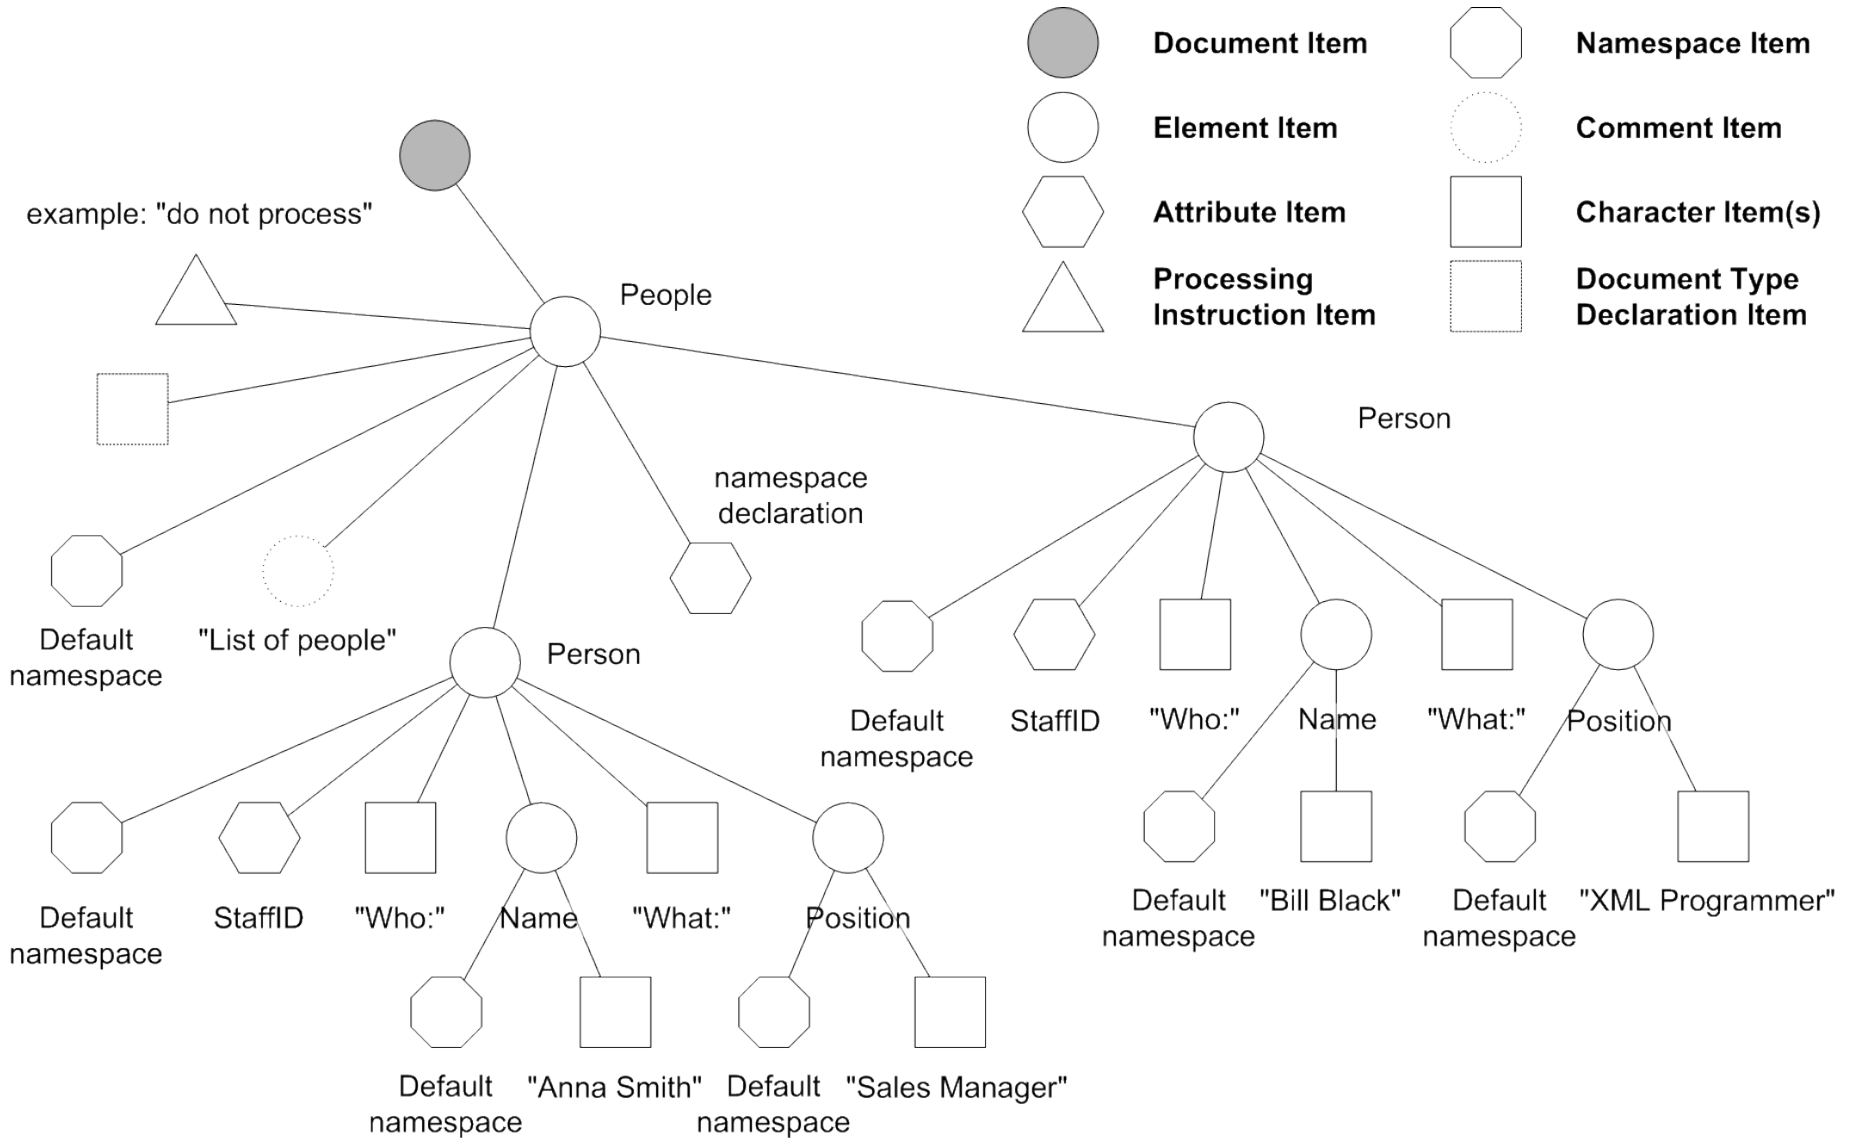 Document Item
Namespace Item
Element Item
Comment Item
example: "do not process"
Attribute Item
Character Item(s)
Processing
Instruction Item
Document Type
Declaration Item
People
Person
namespace
declaration
Default
namespace
"List of people"
Person
Default
namespace
StaffID
"Who:"
Name
"What:"
Position
Default
namespace
"Bill Black"
Default
namespace
"XML Programmer"
Default
namespace
StaffID
"Who:"
Name
"What:"
Position
Default
namespace
"Anna Smith"
Default
namespace
"Sales Manager"